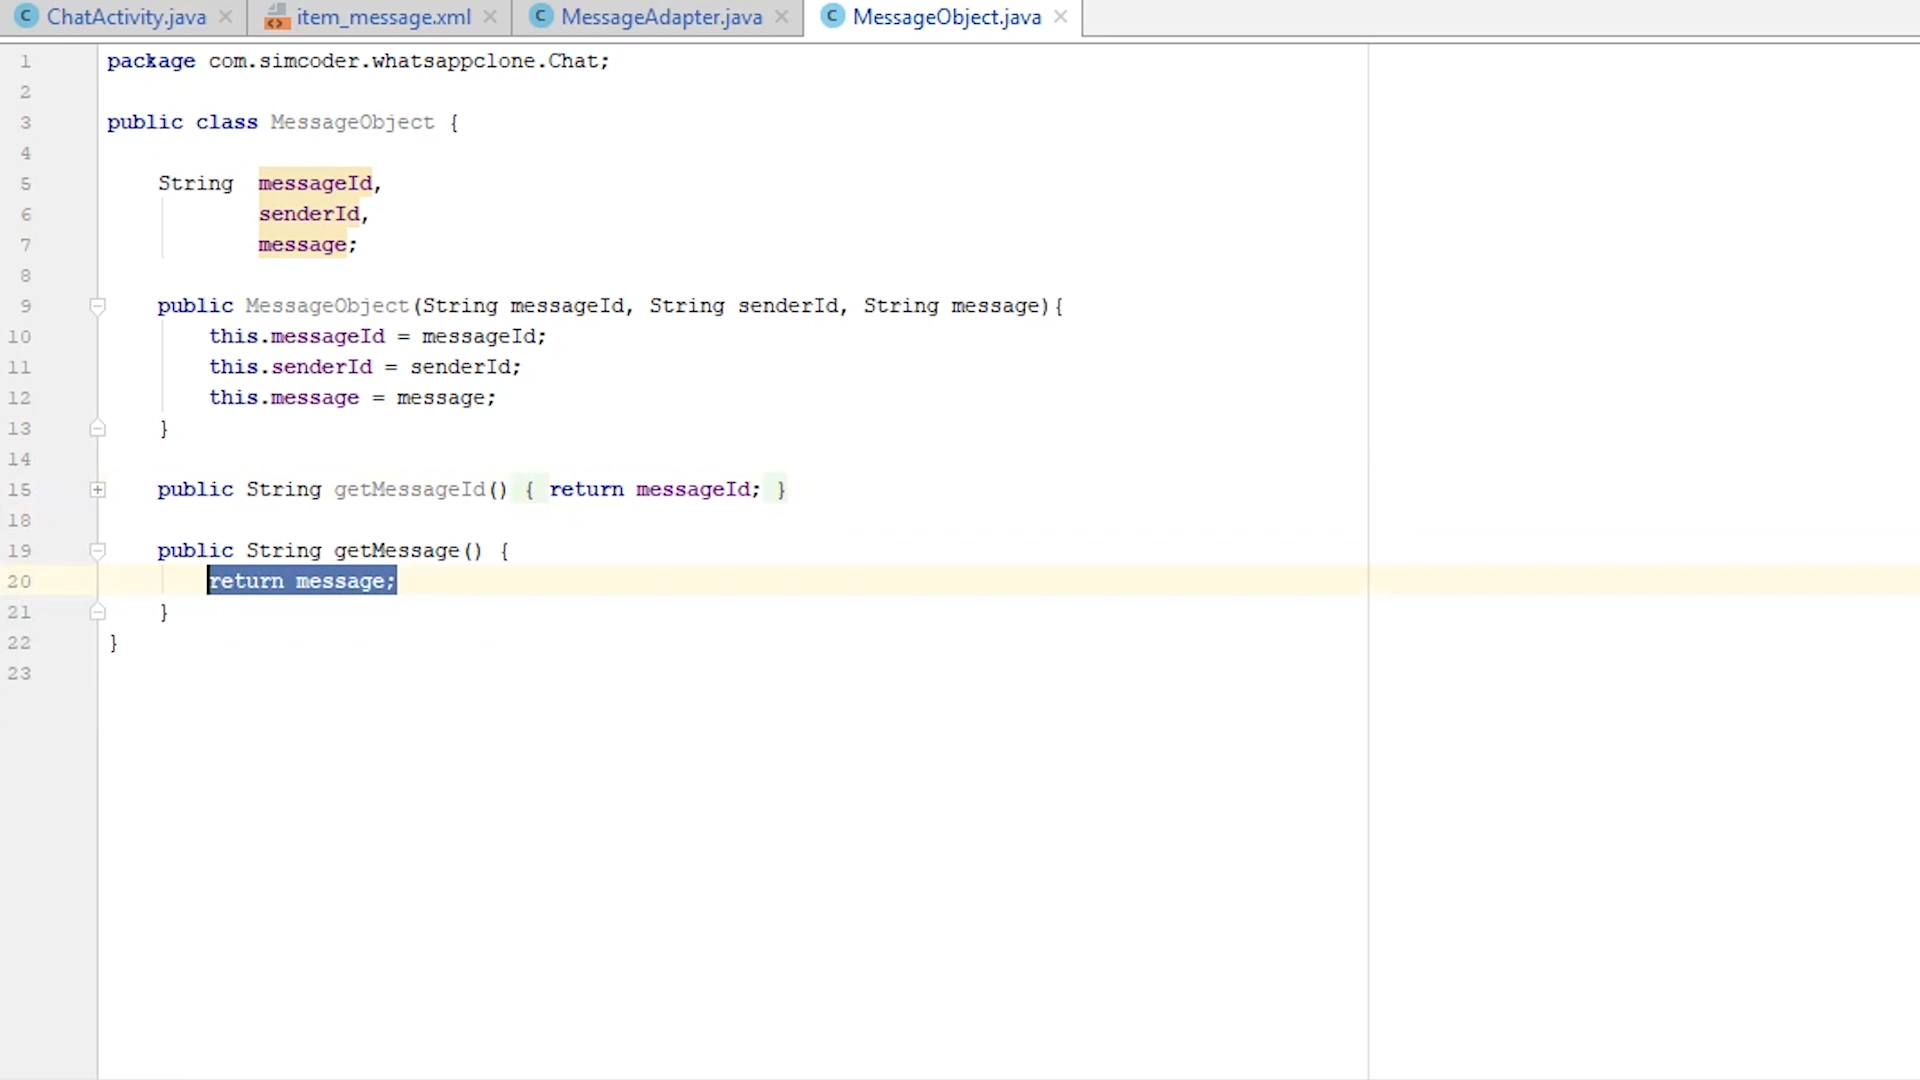 ChatActivity.java item_message.xml MessageAdapter.java MessageObject.java
1 package com.simcoder.whatsappclone.Chat;
2
3 public class MessageObject {
4
5 String messageId,
6 senderId,
7 message;
8
9 public MessageObject(String messageId, String senderId, String message){
10 this.messageId = messageId;
11 this.senderId = senderId;
12 this.message = message;
13 }
14
15 public String getMessageId() { return messageId; }
18
19 public String getMessage() {
20 return message;
21 }
22 }
23